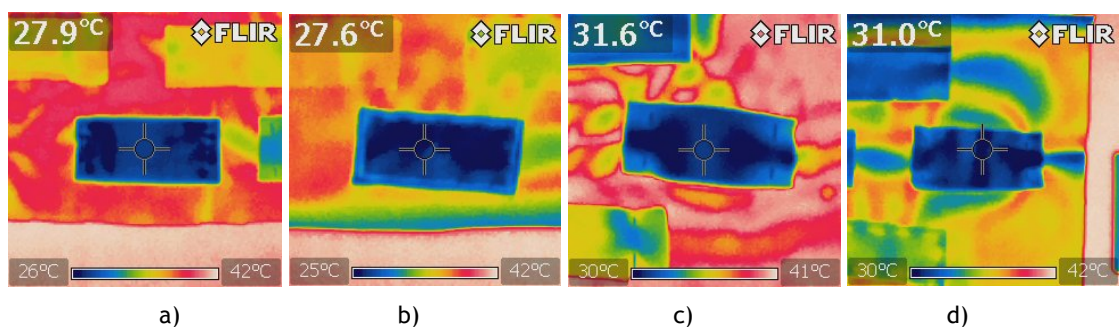 27.9°C FLIR
27.6°C FLIR
31.6°C FLIR
31.0°C FLIR
26°C 42°C
25°C 42°C
30°C 41°C
30°C 42°C
a) b) c) d)